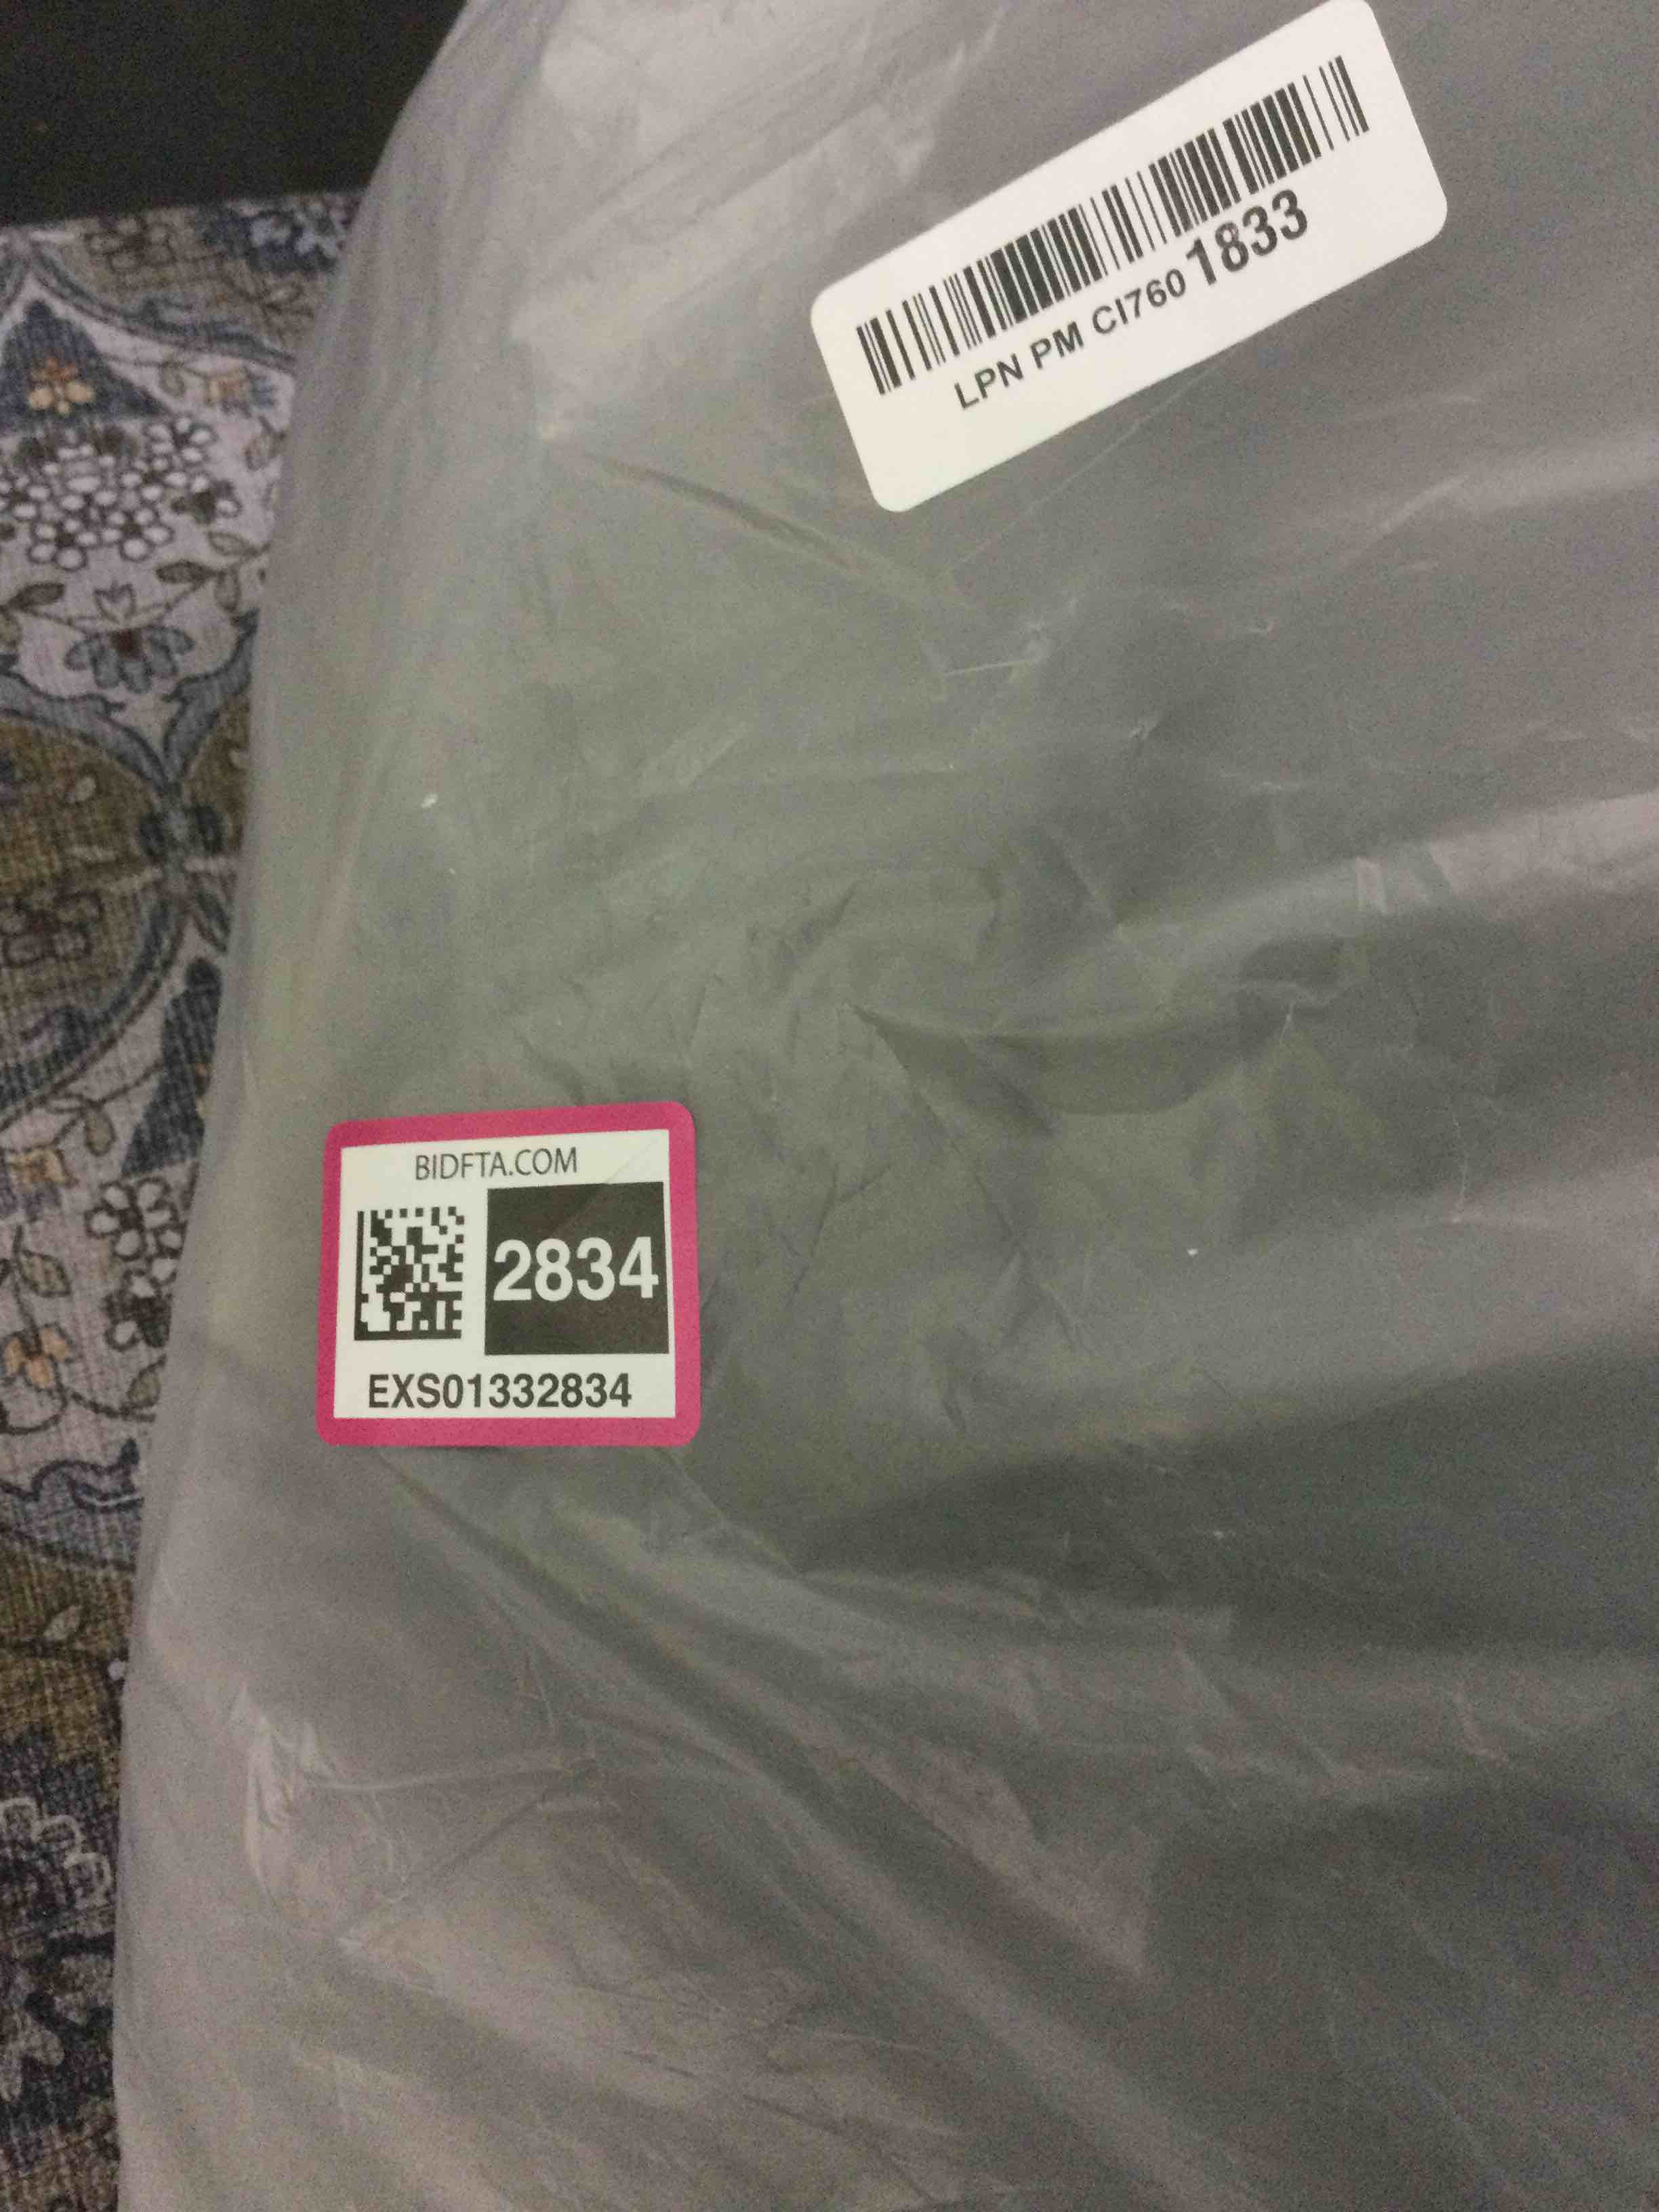 LPN PM CI760 1833
BIDFTA.COM
2834
EXS01332834